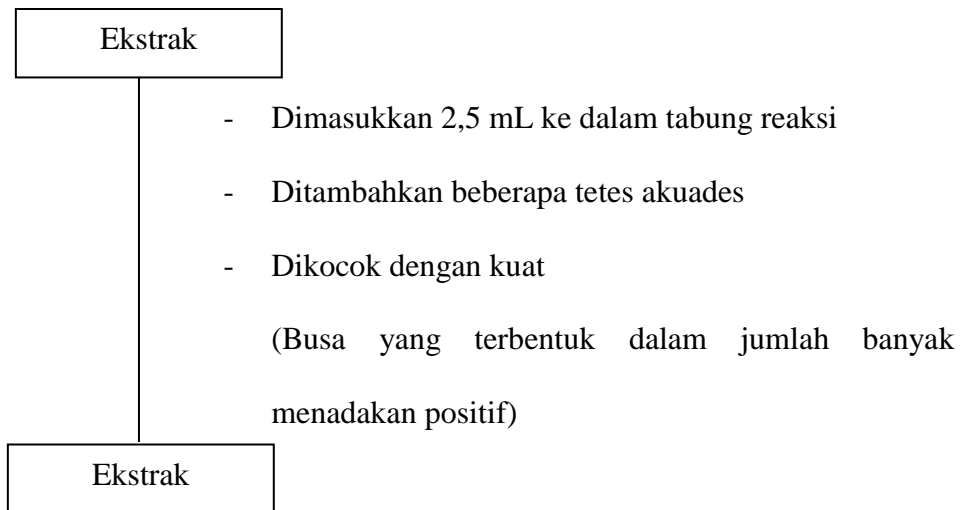 Ekstrak
- Dimasukkan 2,5 mL ke dalam tabung reaksi
- Ditambahkan beberapa tetes akuades
- Dikocok dengan kuat
(Busa yang terbentuk dalam jumlah banyak
menadakan positif)
Ekstrak